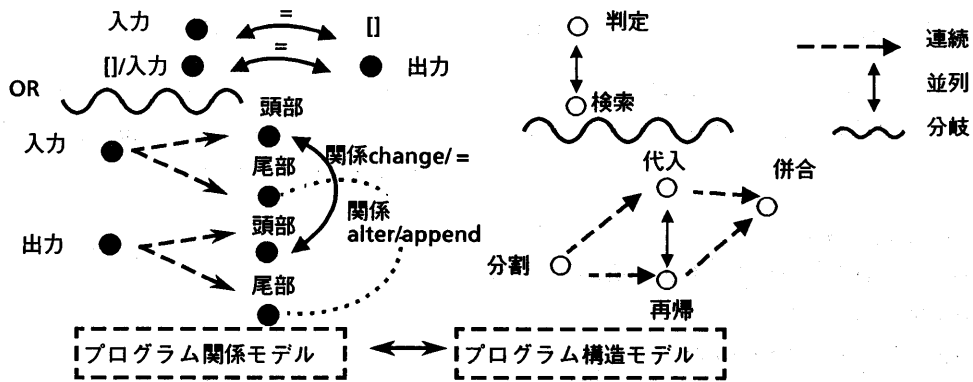 入力
=
[]
[]/入力
=
出力
OR
入力
頭部
尾部
関係change/=
出力
頭部
関係
alter/append
尾部
プログラム関係モデル
判定
検索
代入
併合
分割
再帰
プログラム構造モデル
連続
並列
分岐